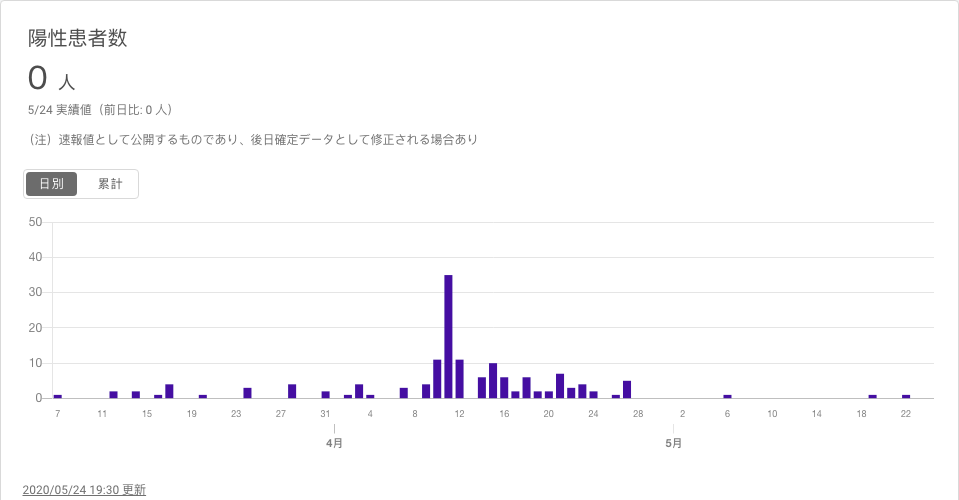 陽性患者数
0 人
5/24 実績値（前日比: 0 人）
（注）速報値として公開するものであり、後日確定データとして修正される場合あり
日別 累計
50
40
30
20
10
0
7 11 15 19 23 27 31 4 8 12 16 20 24 28 2 6 10 14 18 22
4月 5月
2020/05/24 19:30 更新